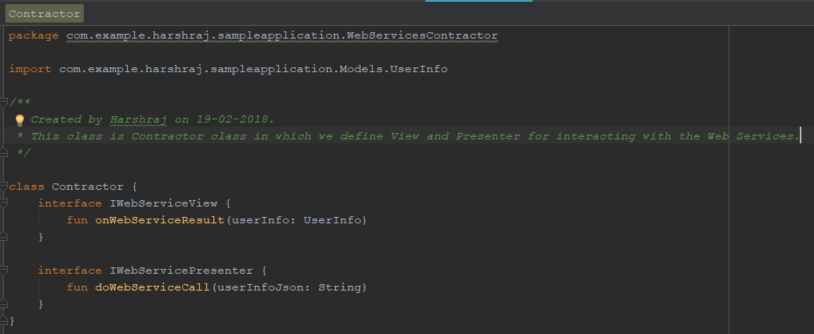 Contractor
package com.example.harshraj.sampleapplication.WebServicesContractor
import com.example.harshraj.sampleapplication.Models.UserInfo
/**
Created by Harshraj on 19-02-2018.
* This class is Contractor class in which we define View and Presenter for interacting with the Web Services.
*/
class Contractor {
interface IWebServiceView {
fun onWebServiceResult(userInfo: UserInfo)
}
interface IWebServicePresenter {
fun doWebServiceCall(userInfoJson: String)
}
}